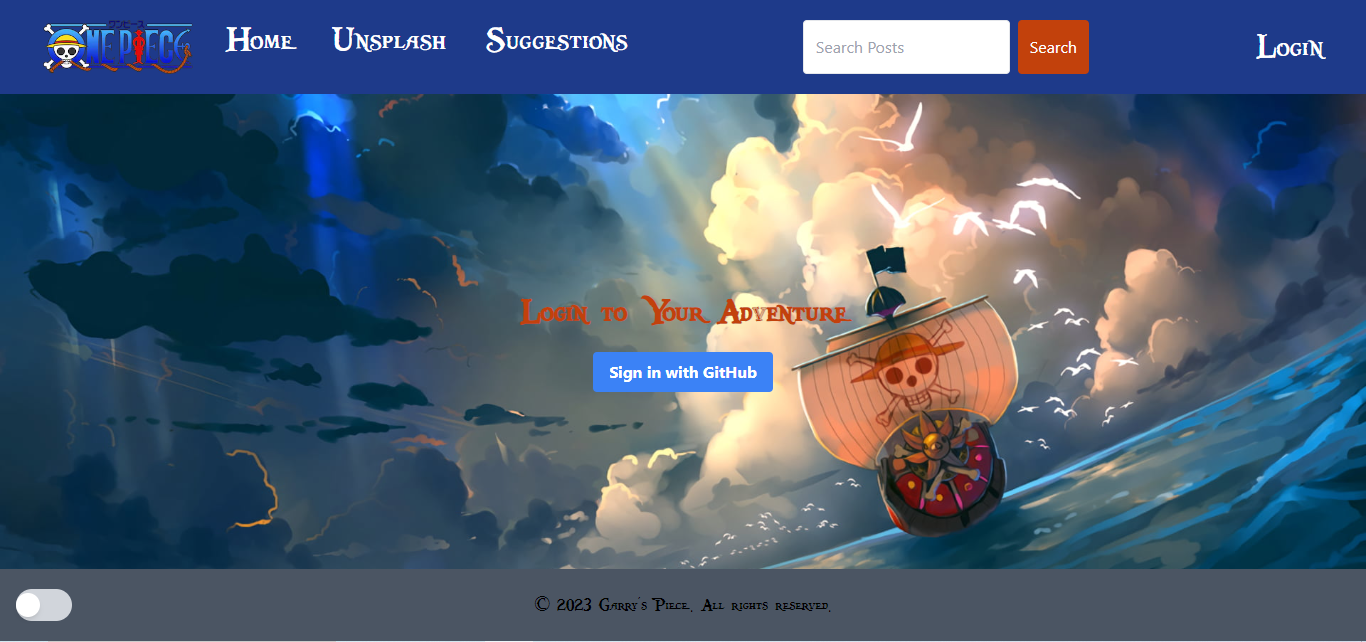 ワンピース
ONE PIECE
Home
Unsplash
Suggestions
Search Posts
Search
Login
Login to Your Adventure
Sign in with GitHub
© 2023 Garry's Piece. All rights reserved.